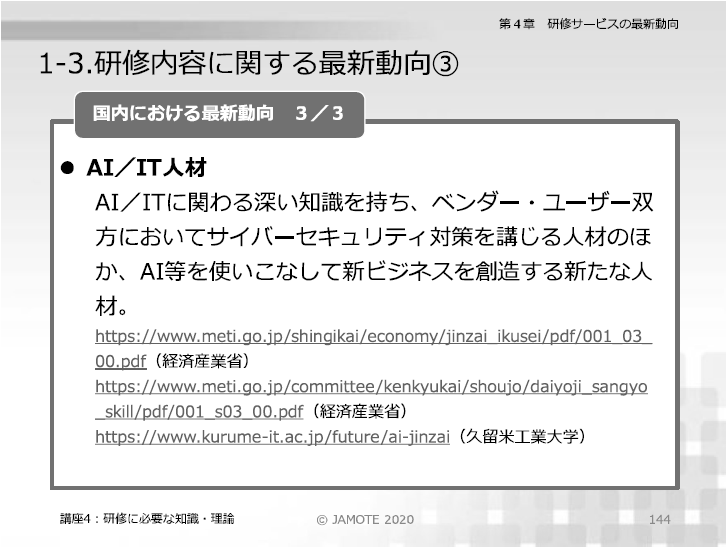 第４章　研修サービスの最新動向
1-3.研修内容に関する最新動向③
国内における最新動向　３／３
● AI／IT人材
AI／ITに関わる深い知識を持ち、ベンダー・ユーザー双
方においてサイバーセキュリティ対策を講じる人材のほ
か、AI等を使いこなして新ビジネスを創造する新たな人
材。
https://www.meti.go.jp/shingikai/economy/jinzai_ikusei/pdf/001_03_
00.pdf（経済産業省）
https://www.meti.go.jp/committee/kenkyukai/shoujo/daiyoji_sangyo
_skill/pdf/001_s03_00.pdf（経済産業省）
https://www.kurume-it.ac.jp/future/ai-jinzai（久留米工業大学）
講座4：研修に必要な知識・理論
© JAMOTE 2020
144